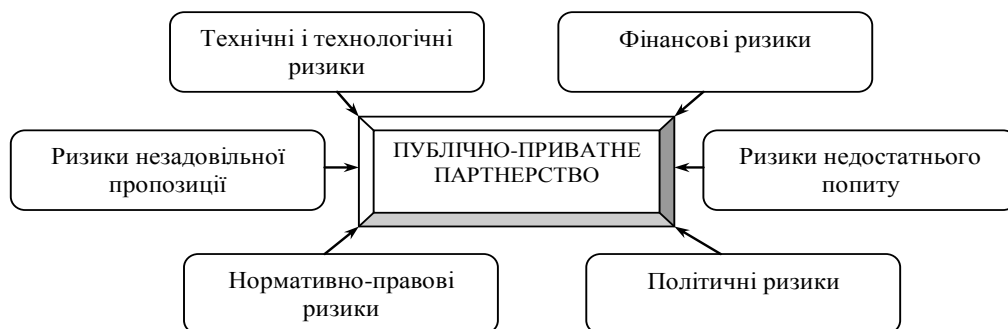 Технічні і технологічні
ризики
Фінансові ризики
Ризики незадовільної
пропозиції
ПУБЛІЧНО-ПРИВАТНЕ
ПАРТНЕРСТВО
Ризики недостатнього
попиту
Нормативно-правові
ризики
Політичні ризики